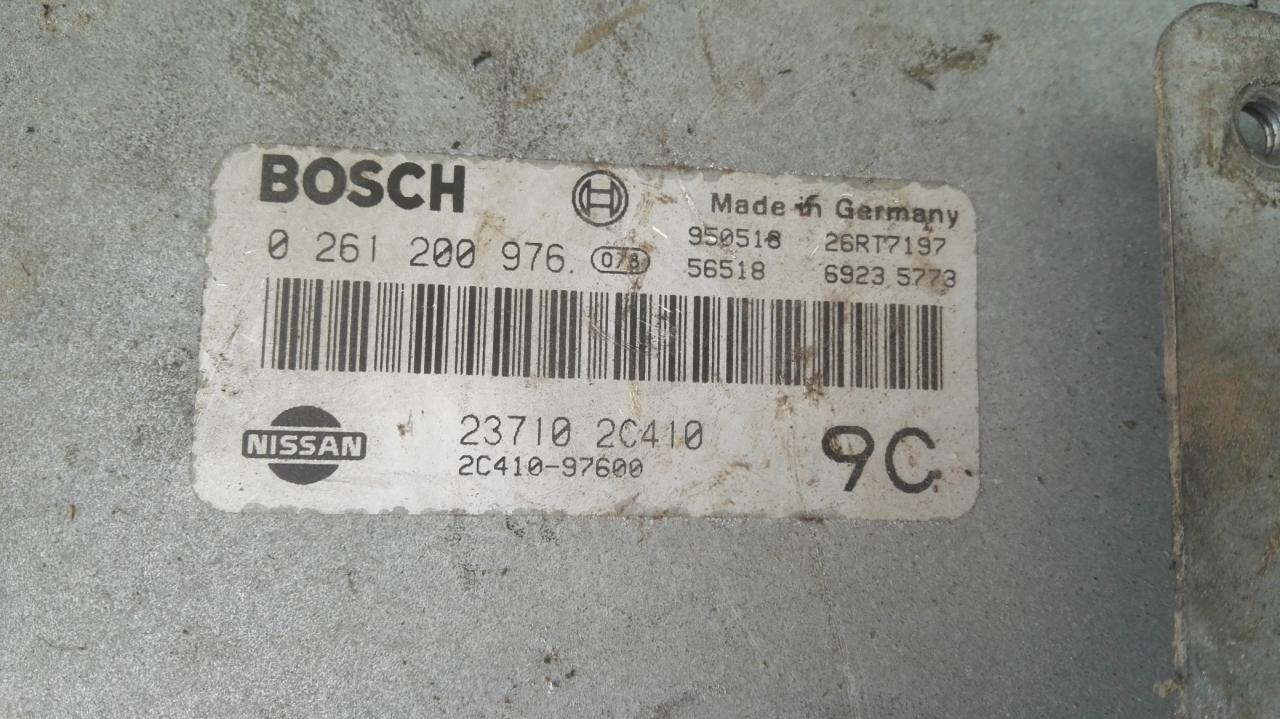 BOSCH
Made in Germany
0 261 200 976
078
950518 26RT7197
56518 6923 5773
NISSAN
23710 2C410
2C410-97600
9C